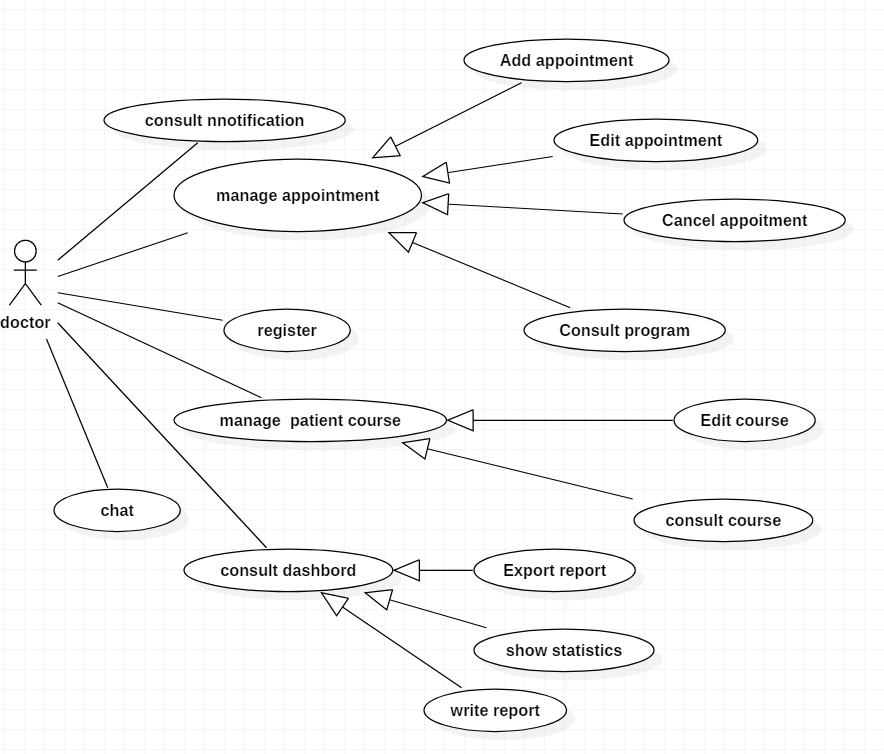 Add appointment
consult nnotification
Edit appointment
manage appointment
Cancel appoitment
doctor
register
Consult program
manage  patient course
Edit course
chat
consult course
consult dashbord
Export report
show statistics
write report